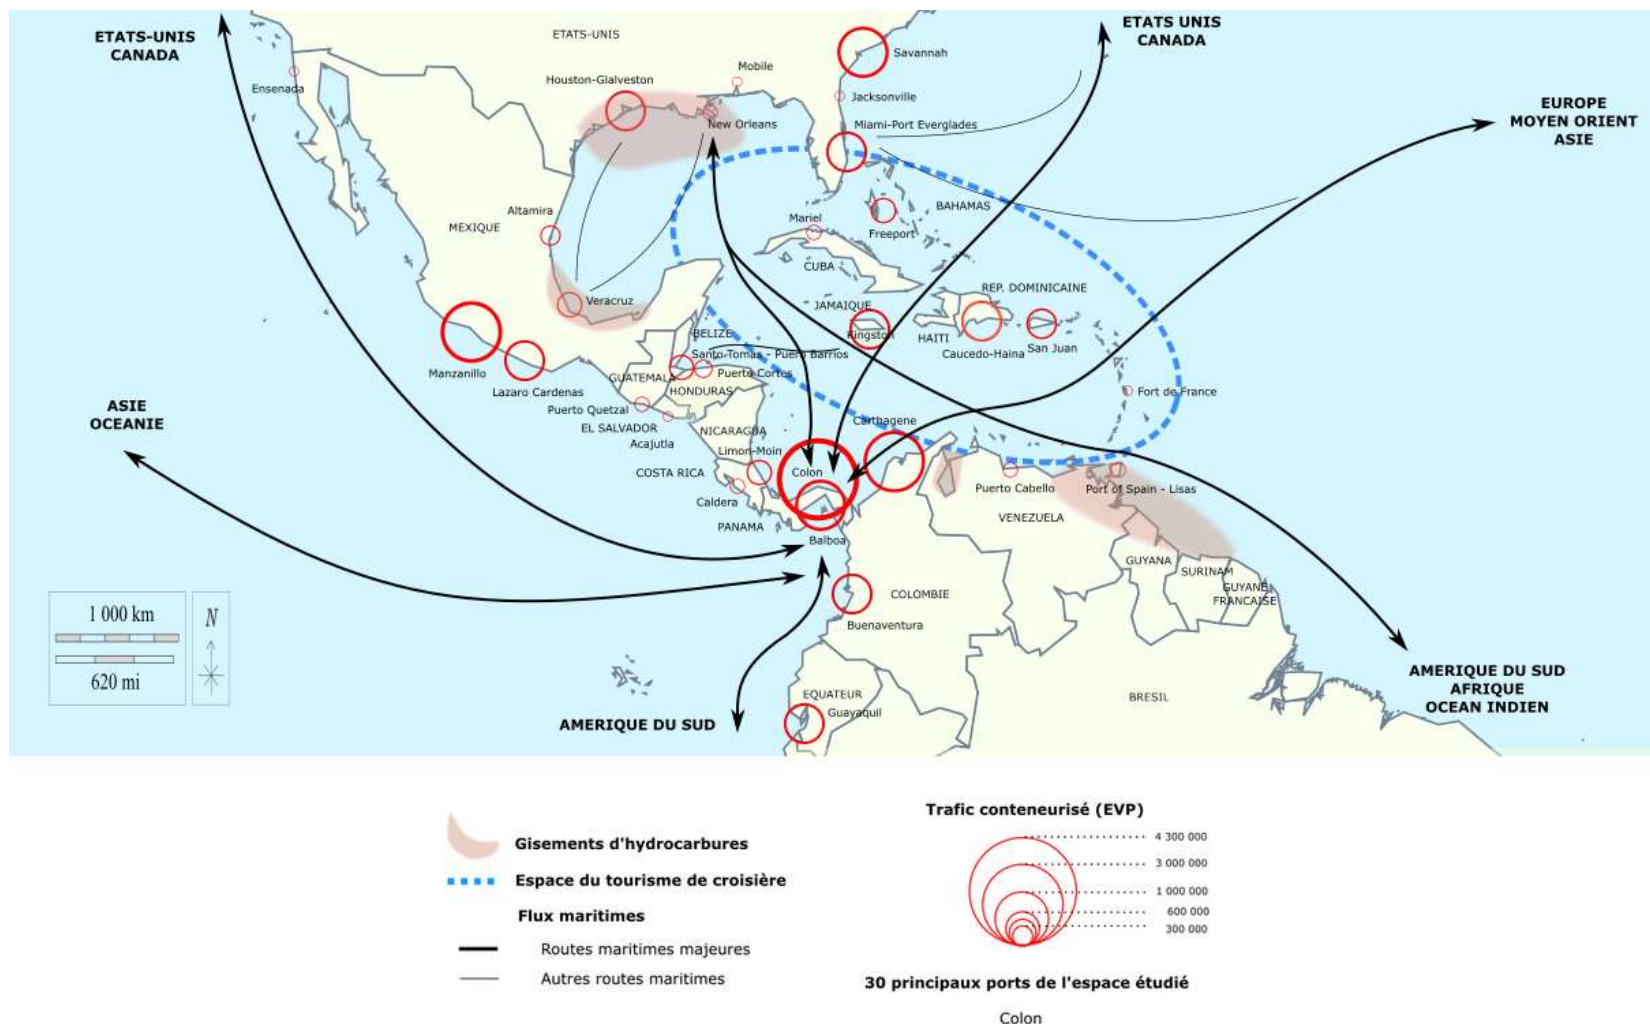 ETATS-UNIS
CANADA
ETATS-UNIS
ETATS UNIS
CANADA
Savannah
Mobile
Houston-Glalveston
Ensenada
Jacksonville
EUROPE
MOYEN ORIENT
ASIE
New Orleans
Miami-Port Everglades
Altamira
MEXIQUE
BAHAMAS
Mariel
Freeport
CUBA
REP. DOMINICAINE
Veracruz
JAMAIQUE
BELIZE
Kingston
HAITI
Caucedo-Haina
San Juan
Santo-Tomas - Puero Barrios
Manzanillo
GUATEMALA
Puerto Cortes
Lazaro Cardenas
HONDURAS
Fort de France
ASIE
OCEANIE
Puerto Quetzal
EL SALVADOR
NICARAGUA
Carthagene
Acajutla
Limon-Moin
COSTA RICA
Colon
Caldera
Puerto Cabello
Port of Spain - Lisas
PANAMA
VENEZUELA
Balboa
GUYANA
SURINAM
GUYANE
FRANCAISE
COLOMBIE
Buenaventura
1 000 km
N
620 mi
EQUATEUR
Guayaquil
BRESIL
AMERIQUE DU SUD
AMERIQUE DU SUD
AFRIQUE
OCEAN INDIEN
Gisements d'hydrocarbures
Espace du tourisme de croisière
Flux maritimes
Routes maritimes majeures
Autres routes maritimes
Trafic conteneurisé (EVP)
4 300 000
3 000 000
1 000 000
600 000
300 000
30 principaux ports de l'espace étudié
Colon